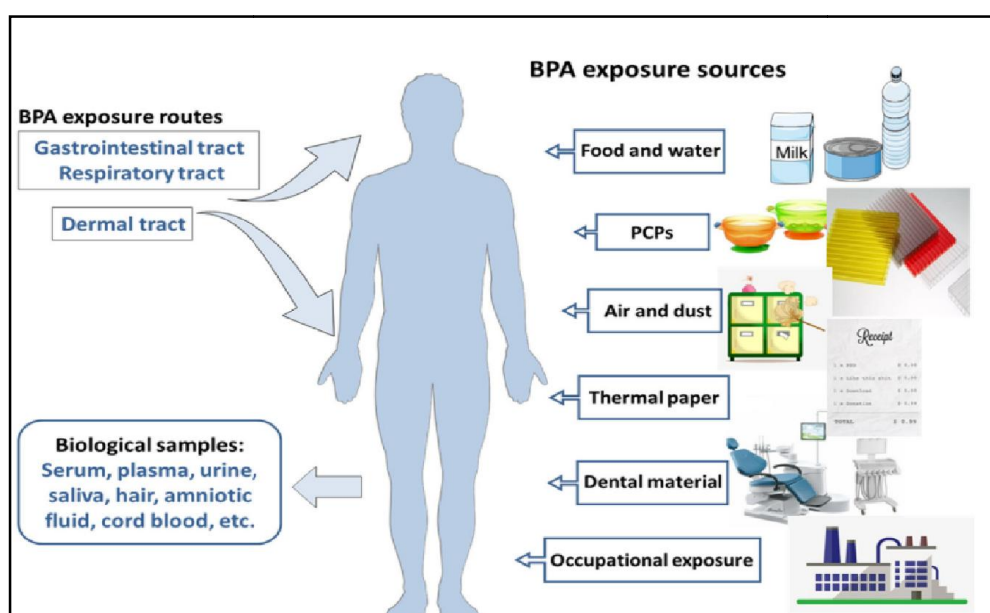 BPA exposure sources
BPA exposure routes
Gastrointestinal tract
Respiratory tract
Dermal tract
Food and water
Milk
PCPs
Air and dust
Receipt
Thermal paper
TOTAL
Biological samples:
Serum, plasma, urine,
saliva, hair, amniotic
fluid, cord blood, etc.
Dental material
Occupational exposure